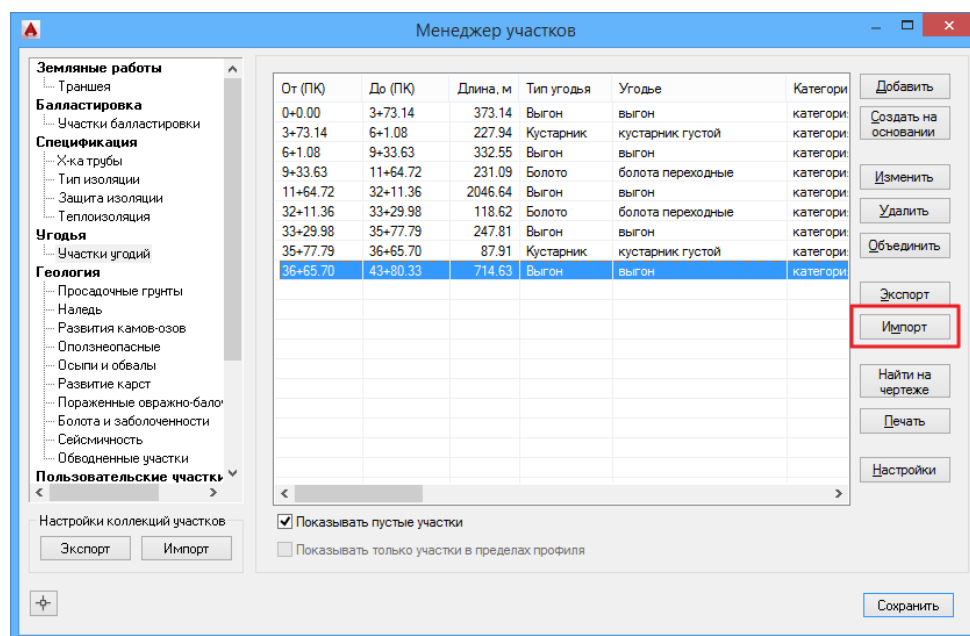 Менеджер участков
Земляные работы
Траншея
Балластировка
Участки балластировки
Спецификация
Х-ка трубы
Тип изоляции
Защита изоляции
Теплоизоляция
Угодья
Участки угодий
Геология
Просадочные грунты
Наледь
Развития камов-озов
Оползнеопасные
Осыпи и обвалы
Развитие карст
Пораженные овражно-балоч
Болота и заболоченности
Сейсмичность
Обводненные участки
Пользовательские участки
Настройки коллекций участков
Экспорт Импорт
От (ПК) До (ПК) Длина, м Тип угодья Угодье Категори
0+0.00 3+73.14 373.14 Выгон выгон категори
3+73.14 6+1.08 227.94 Кустарник кустарник густой категори
6+1.08 9+33.63 332.55 Выгон выгон категори
9+33.63 11+64.72 231.09 Болото болота переходные категори
11+64.72 32+11.36 2046.64 Выгон выгон категори
32+11.36 33+29.98 118.62 Болото болота переходные категори
33+29.98 35+77.79 247.81 Выгон выгон категори
35+77.79 36+65.70 87.91 Кустарник кустарник густой категори
36+65.70 43+80.33 714.63 Выгон выгон категори
Показывать пустые участки
Показывать только участки в пределах профиля
Добавить
Создать на
основании
Изменить
Удалить
Объединить
Экспорт
Импорт
Найти на
чертеже
Печать
Настройки
Сохранить